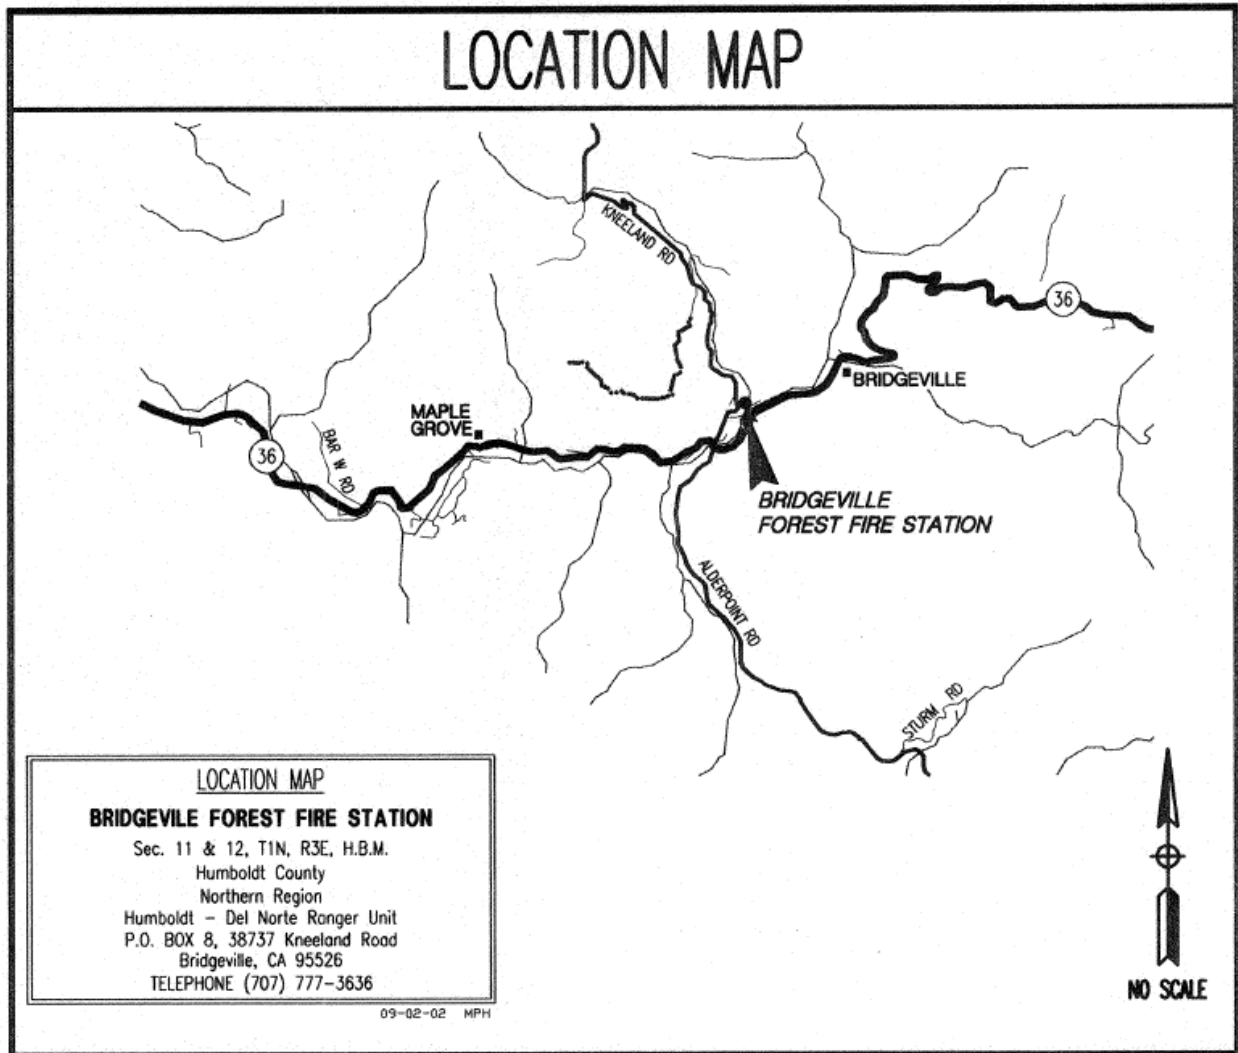 LOCATION MAP
KNEELAND RD
36
BRIDGEVILLE
MAPLE
GROVE
36
BAR W RD
BRIDGEVILLE
FOREST FIRE STATION
ALDERPOINT RD
STURM RD
LOCATION MAP
BRIDGEVILE FOREST FIRE STATION
Sec. 11 & 12, T1N, R3E, H.B.M.
Humboldt County
Northern Region
Humboldt - Del Norte Ranger Unit
P.O. BOX 8, 38737 Kneeland Road
Bridgeville, CA 95526
TELEPHONE (707) 777-3636
09-02-02 MPH
NO SCALE